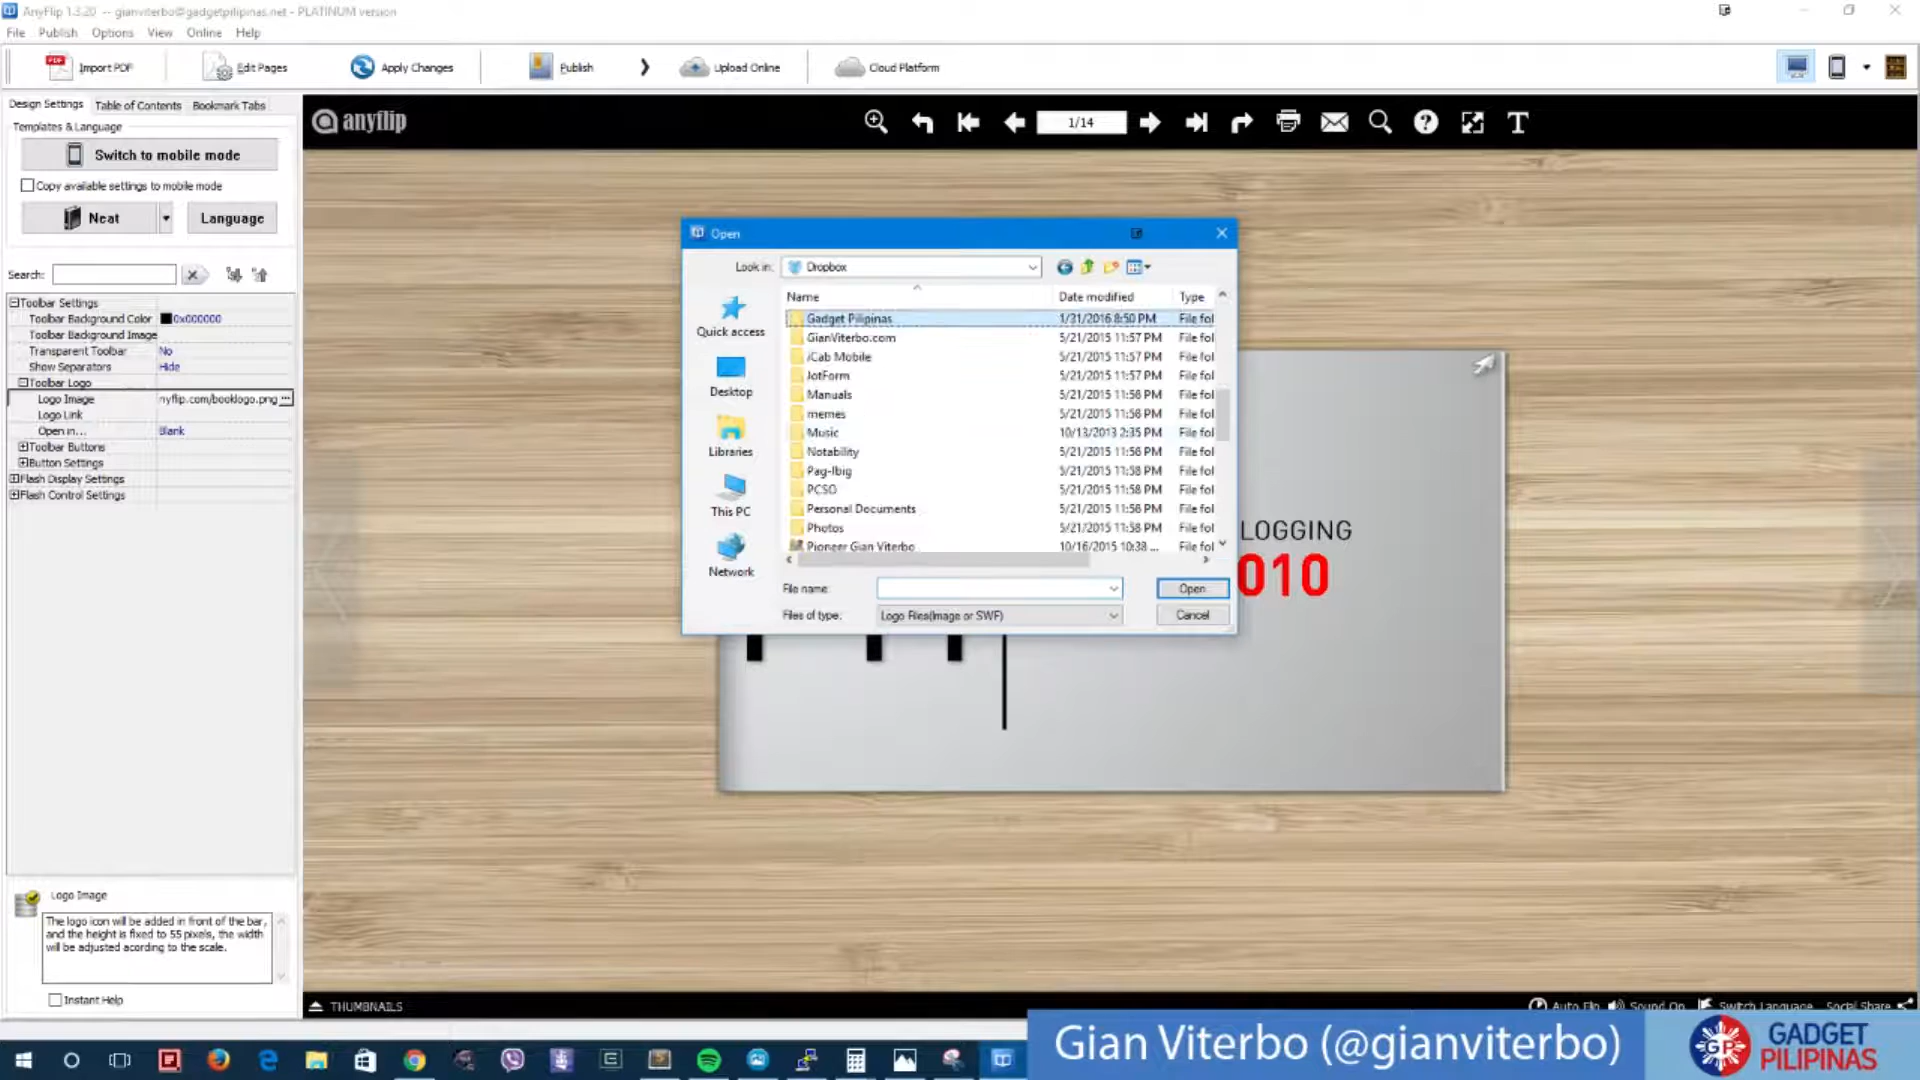 AnyFlip 1.3.20 -- gianviterbo@gadgetpilipinas.net - PLATINUM version
File Publish Options View Online Help
Import PDF Edit Pages Apply Changes Publish Upload Online Cloud Platform
Design Settings Table of Contents Bookmark Tabs
Templates & Language
Switch to mobile mode
Copy available settings to mobile mode
Neat Language
Search:
Toolbar Settings
Toolbar Background Color 0x000000
Toolbar Background Image
Transparent Toolbar No
Show Separators Hide
Toolbar Logo
Logo Image nyflip.com/booklogo.png ...
Logo Link
Open in... Blank
Toolbar Buttons
Button Settings
Flash Display Settings
Flash Control Settings
Logo Image
The logo icon will be added in front of the bar,
and the height is fixed to 55 pixels, the width
will be adjusted acording to the scale.
Instant Help
anyflip
1/14
T
Open
Look in: Dropbox
Name Date modified Type
Gadget Pilipinas 1/31/2016 8:50 PM File fol
GianViterbo.com 5/21/2015 11:57 PM File fol
iCab Mobile 5/21/2015 11:57 PM File fol
JotForm 5/21/2015 11:57 PM File fol
Manuals 5/21/2015 11:58 PM File fol
memes 5/21/2015 11:58 PM File fol
Music 10/13/2013 2:35 PM File fol
Notability 5/21/2015 11:58 PM File fol
Pag-Ibig 5/21/2015 11:58 PM File fol
PCSO 5/21/2015 11:58 PM File fol
Personal Documents 5/21/2015 11:58 PM File fol
Photos 5/21/2015 11:58 PM File fol
Pioneer Gian Viterbo 10/16/2015 10:38 ... File fol
Quick access
Desktop
Libraries
This PC
Network
File name: Open
Files of type: Logo Files(Image or SWF) Cancel
LOGGING
010
THUMBNAILS
Auto Flip Sound On Switch Language Social Share
Gian Viterbo (@gianviterbo)
GP
GADGET
PILIPINAS